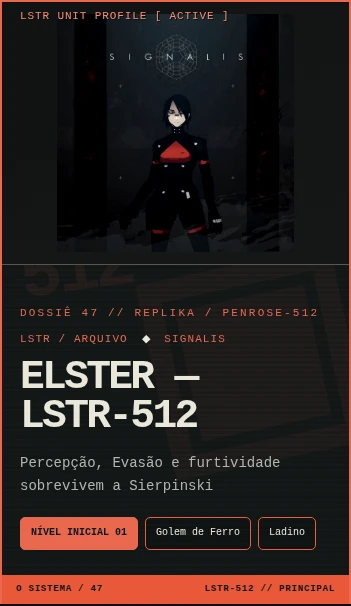 LSTR UNIT PROFILE [ ACTIVE ]
SIGNALIS
512
DOSSIÊ 47 // REPLIKA / PENROSE-512
LSTR / ARQUIVO ◆ SIGNALIS
ELSTER —
LSTR-512
Percepção, Evasão e furtividade
sobrevivem a Sierpinski
NÍVEL INICIAL 01
Golem de Ferro
Ladino
O SISTEMA / 47
LSTR-512 // PRINCIPAL